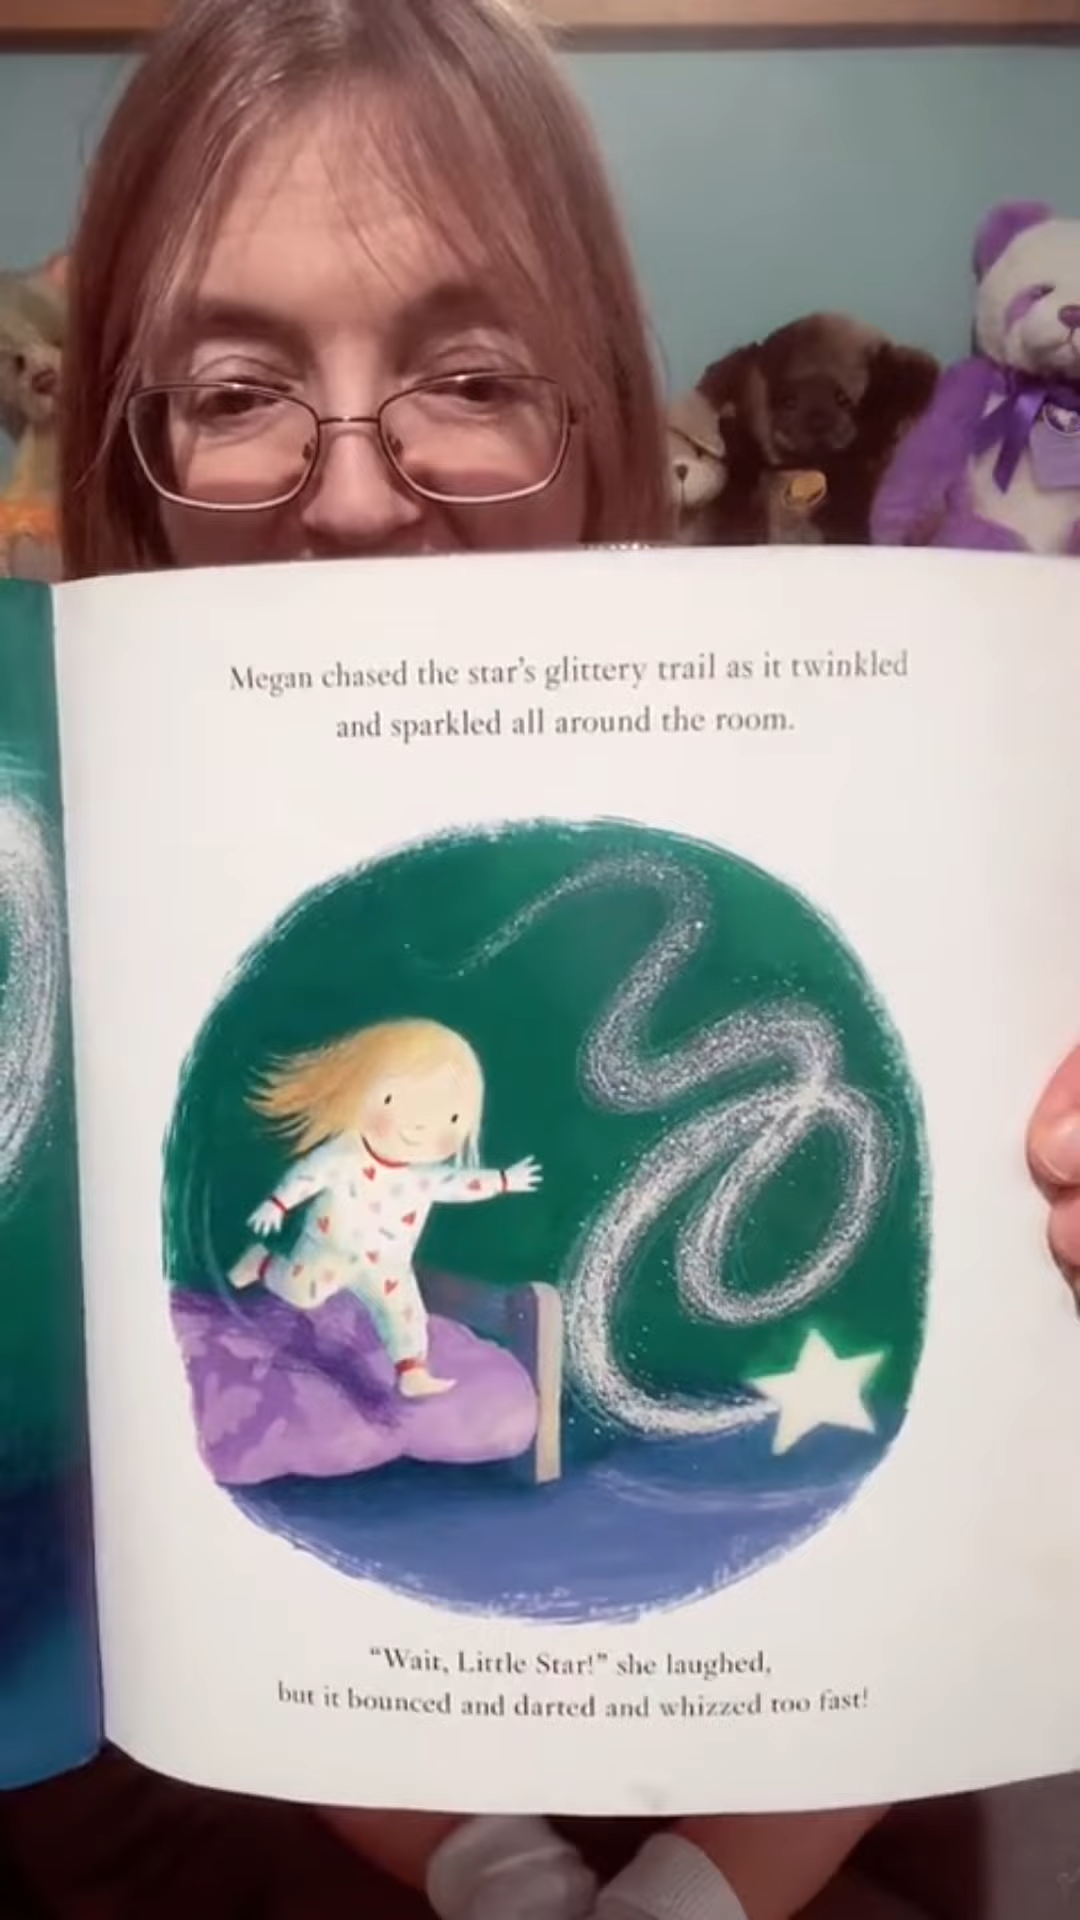 Megan chased the star's glittery trail as it twinkled
and sparkled all around the room.
“Wait, Little Star!” she laughed,
but it bounced and darted and whizzed too fast!